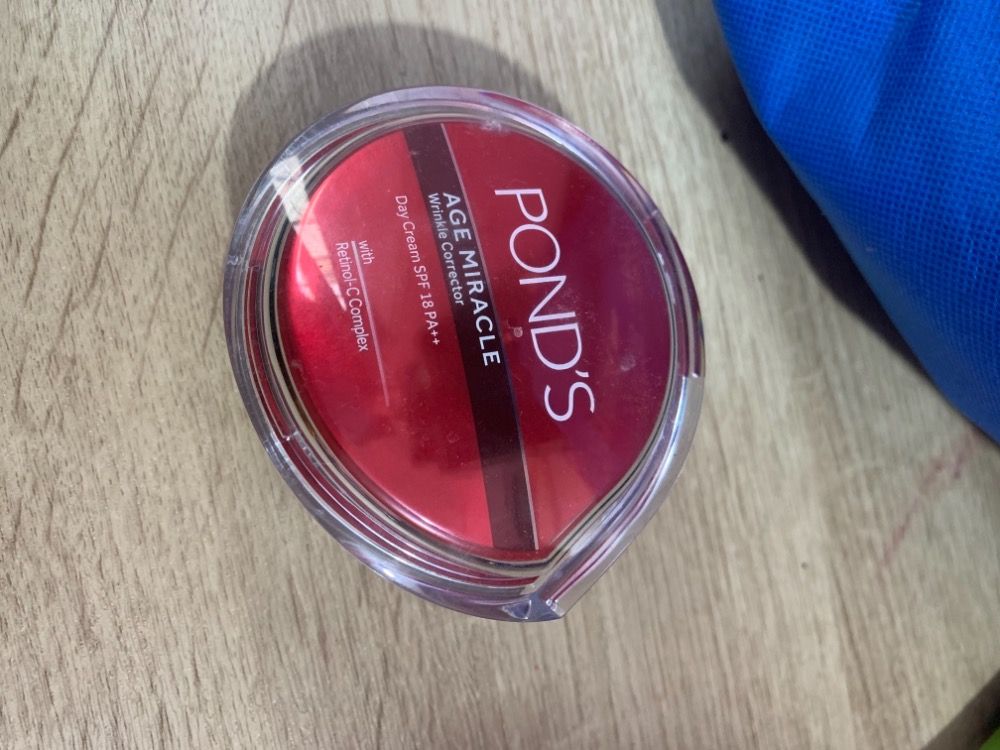 POND'S
AGE MIRACLE
Wrinkle Corrector
Day Cream SPF 18 PA++
with
Retinol-C Complex